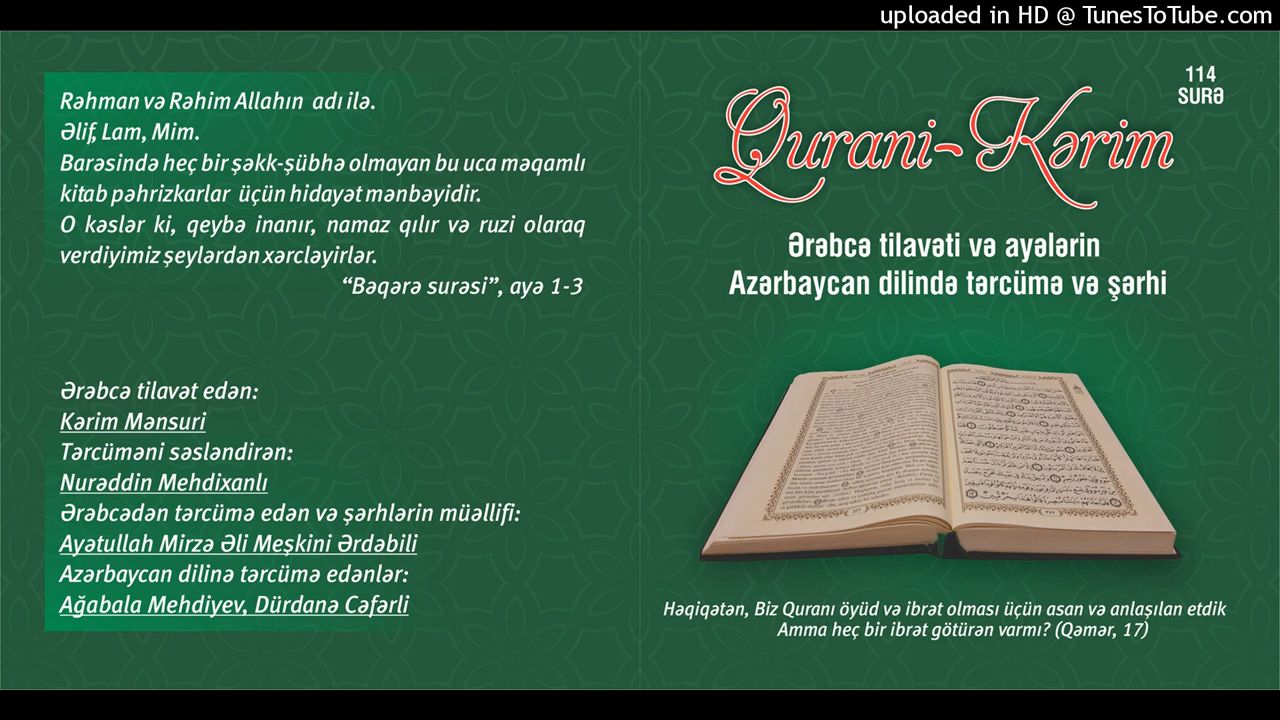 uploaded in HD @ TunesToTube.com
Rəhman və Rəhim Allahın adı ilə.
Əlif, Lam, Mim.
Barəsində heç bir şəkk-şübhə olmayan bu uca məqamlı
kitab pəhrizkarlar üçün hidayət mənbəyidir.
O kəslər ki, qeybə inanır, namaz qılır və ruzi olaraq
verdiyimiz şeylərdən xərcləyirlər.
“Bəqərə surəsi”, ayə 1-3
Ərəbcə tilavət edən:
Kərim Mənsuri
Tərcüməni səsləndirən:
Nurəddin Mehdixanlı
Ərəbcədən tərcümə edən və şərhlərin müəllifi:
Ayətullah Mirzə Əli Meşkini Ərdəbili
Azərbaycan dilinə tərcümə edənlər:
Ağabala Mehdiyev, Dürdanə Cəfərli
114
SURƏ
Qurani-Kərim
Ərəbcə tilavəti və ayələrin
Azərbaycan dilində tərcümə və şərhi
Həqiqətən, Biz Quranı öyüd və ibrət olması üçün asan və anlaşılan etdik
Amma heç bir ibrət götürən varmı? (Qəmər, 17)